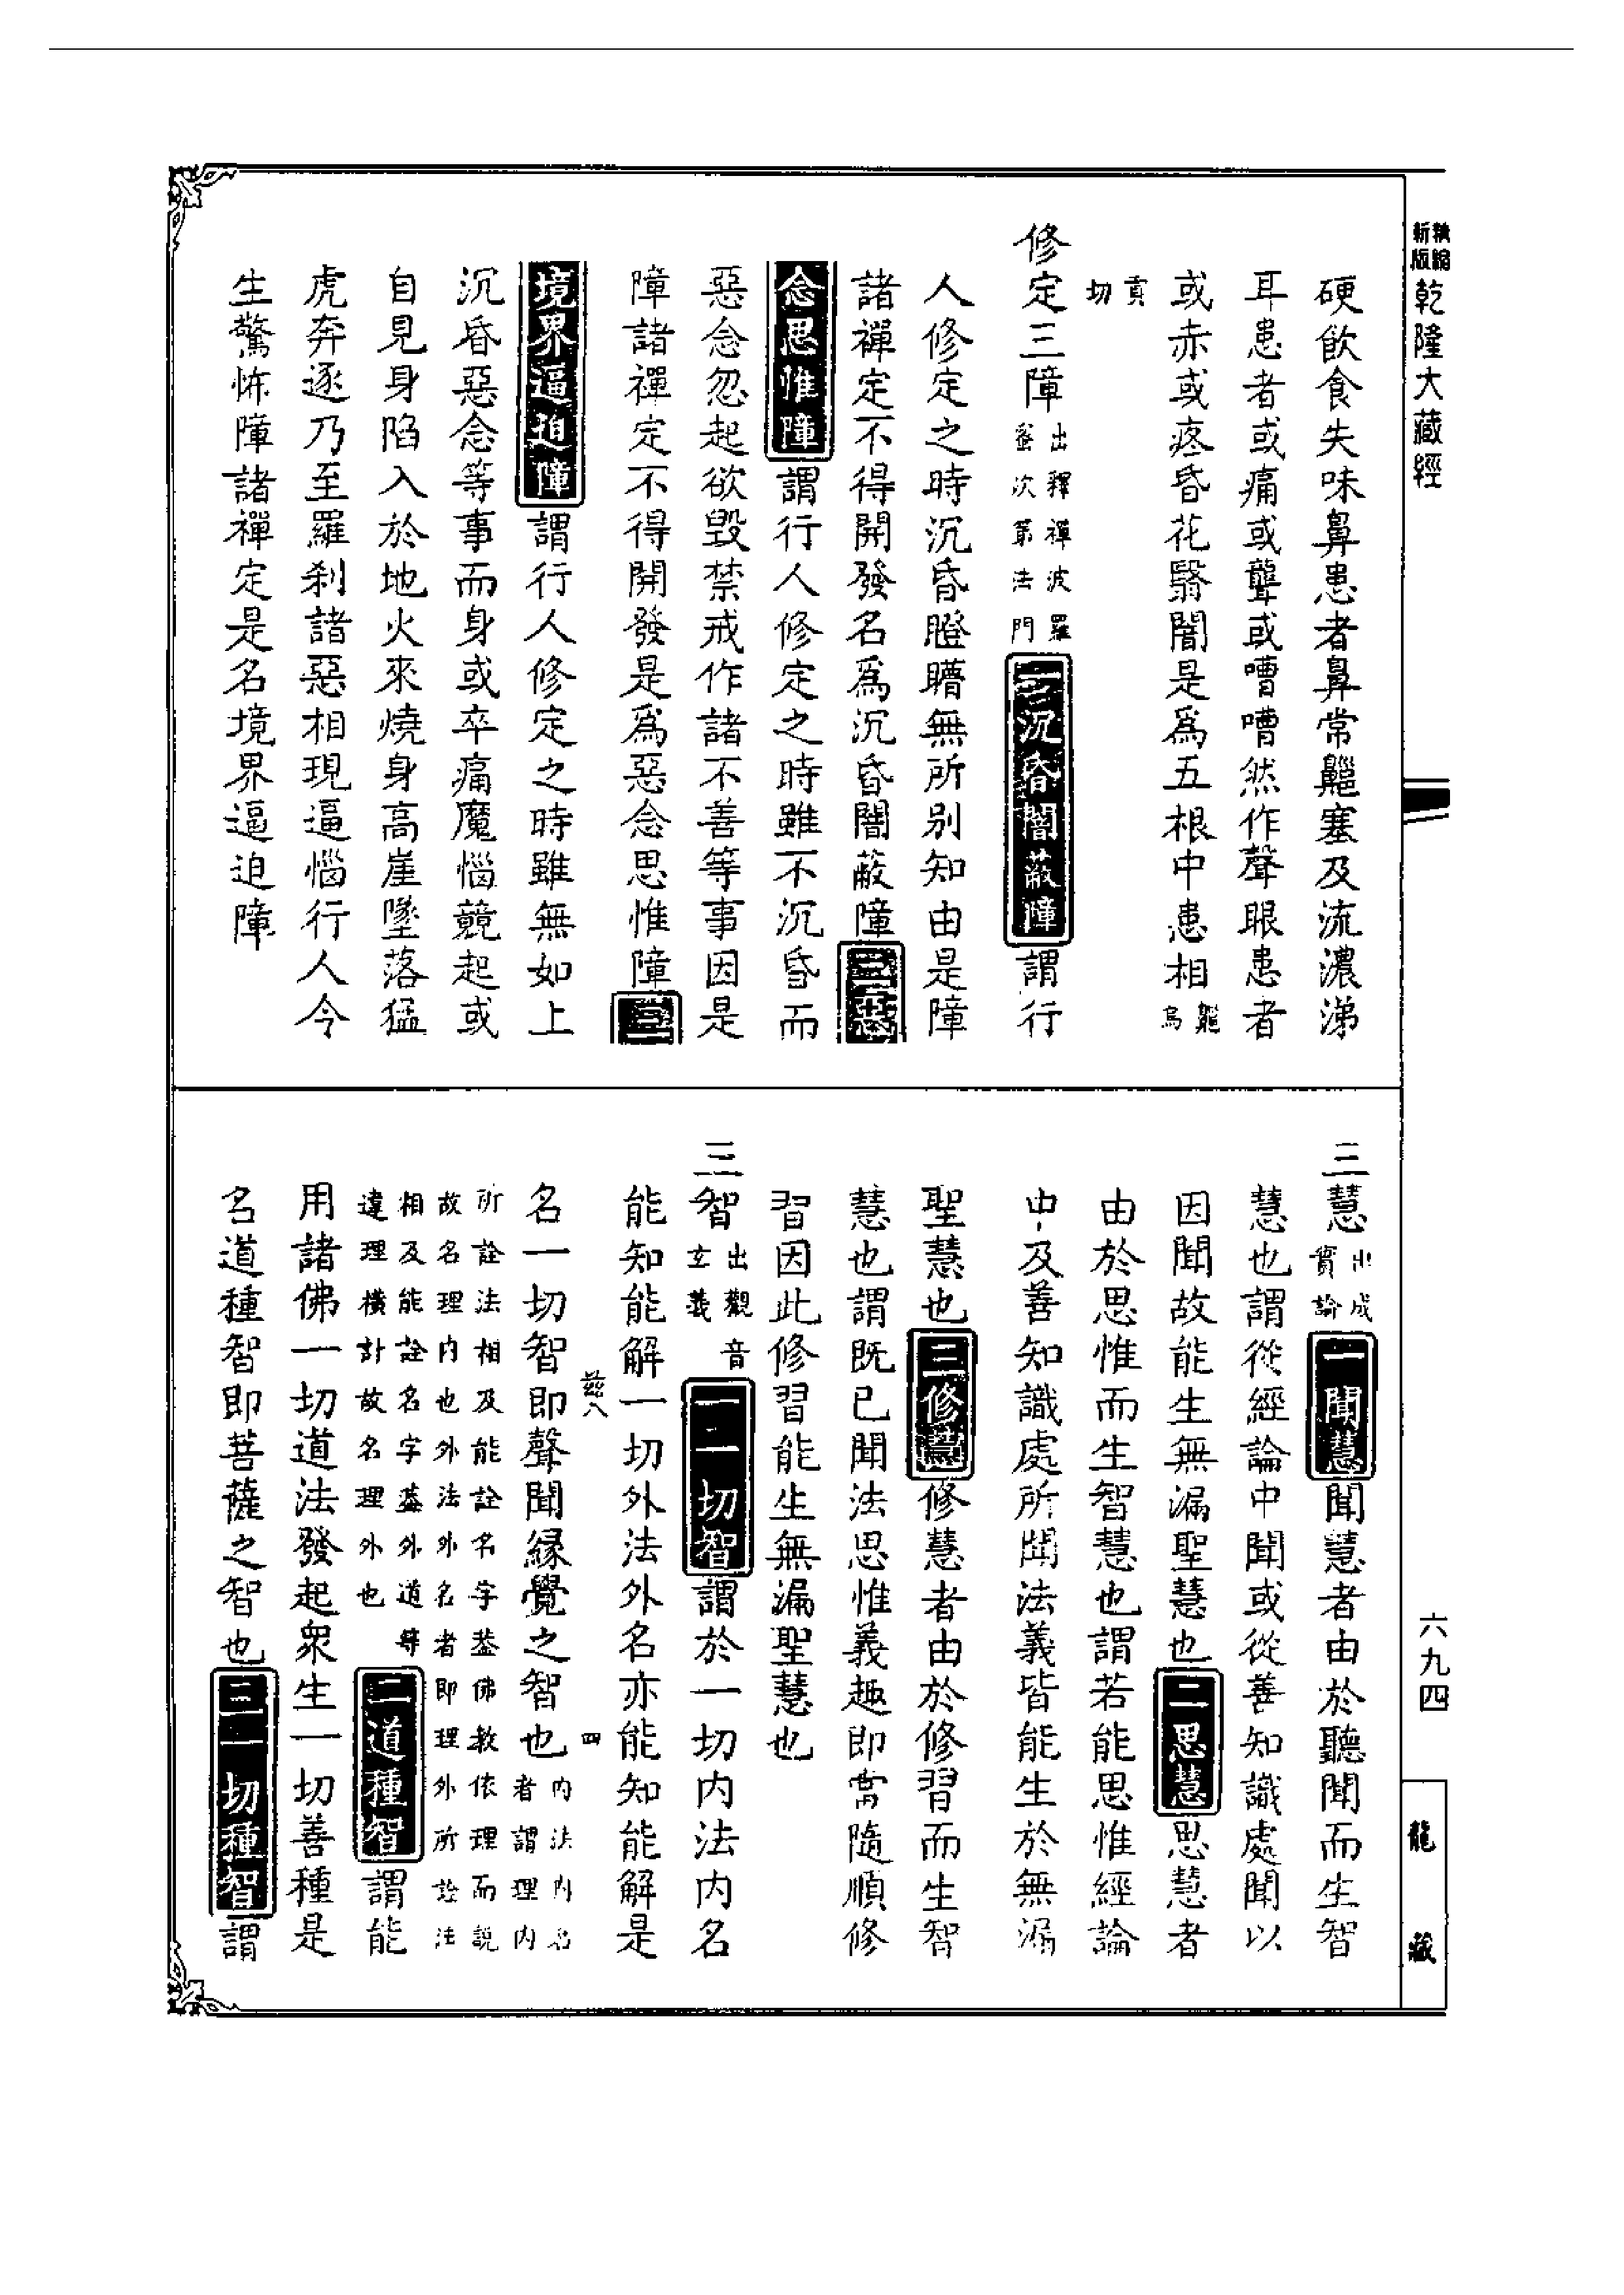 精縮新版乾隆大藏經
硬飲食失味鼻患者鼻常齆塞及流濃涕
耳患者或痛或聾或嘈嘈然作聲眼患者
或赤或疼昏花翳闇是爲五根中患相齆烏
貢切
修定三障出釋禪波羅蜜次第法門一沉昏闇蔽障謂行
人修定之時沉昏瞪瞢無所別知由是障
諸禪定不得開發名爲沉昏闇蔽障二惡
念思惟障謂行人修定之時雖不沉昏而
惡念忽起欲毀禁戒作諸不善等事因是
障諸禪定不得開發是爲惡念思惟障三
境界逼迫障謂行人修定之時雖無如上
沉昏惡念等事而身或卒痛魔惱競起或
自見身陷入於地火來燒身高崖墜落猛
虎奔逐乃至羅刹諸惡相現逼惱行人令
生驚怖障諸禪定是名境界逼迫障
三慧出成實論一聞慧聞慧者由於聽聞而生智
慧也謂從經論中聞或從善知識處聞以
因聞故能生無漏聖慧也二思慧思慧者
由於思惟而生智慧也謂若能思惟經論
中及善知識處所聞法義皆能生於無漏
聖慧也三修慧修慧者由於修習而生智
慧也謂既已聞法思惟義趣即當隨順修
習因此修習能生無漏聖慧也
三智出觀音玄義一一切智謂於一切内法内名
能知能解一切外法外名亦能知能解是
茲八 四
名一切智即聲聞緣覺之智也内法内名者謂理内
所詮法相及能詮名字葢佛教依理而說
故名理内也外法外名者即理外所詮法
相及能詮名字葢外道等
違理横計故名理外也二道種智謂能
用諸佛一切道法發起衆生一切善種是
名道種智即菩薩之智也三一切種智謂
六九四
龍藏